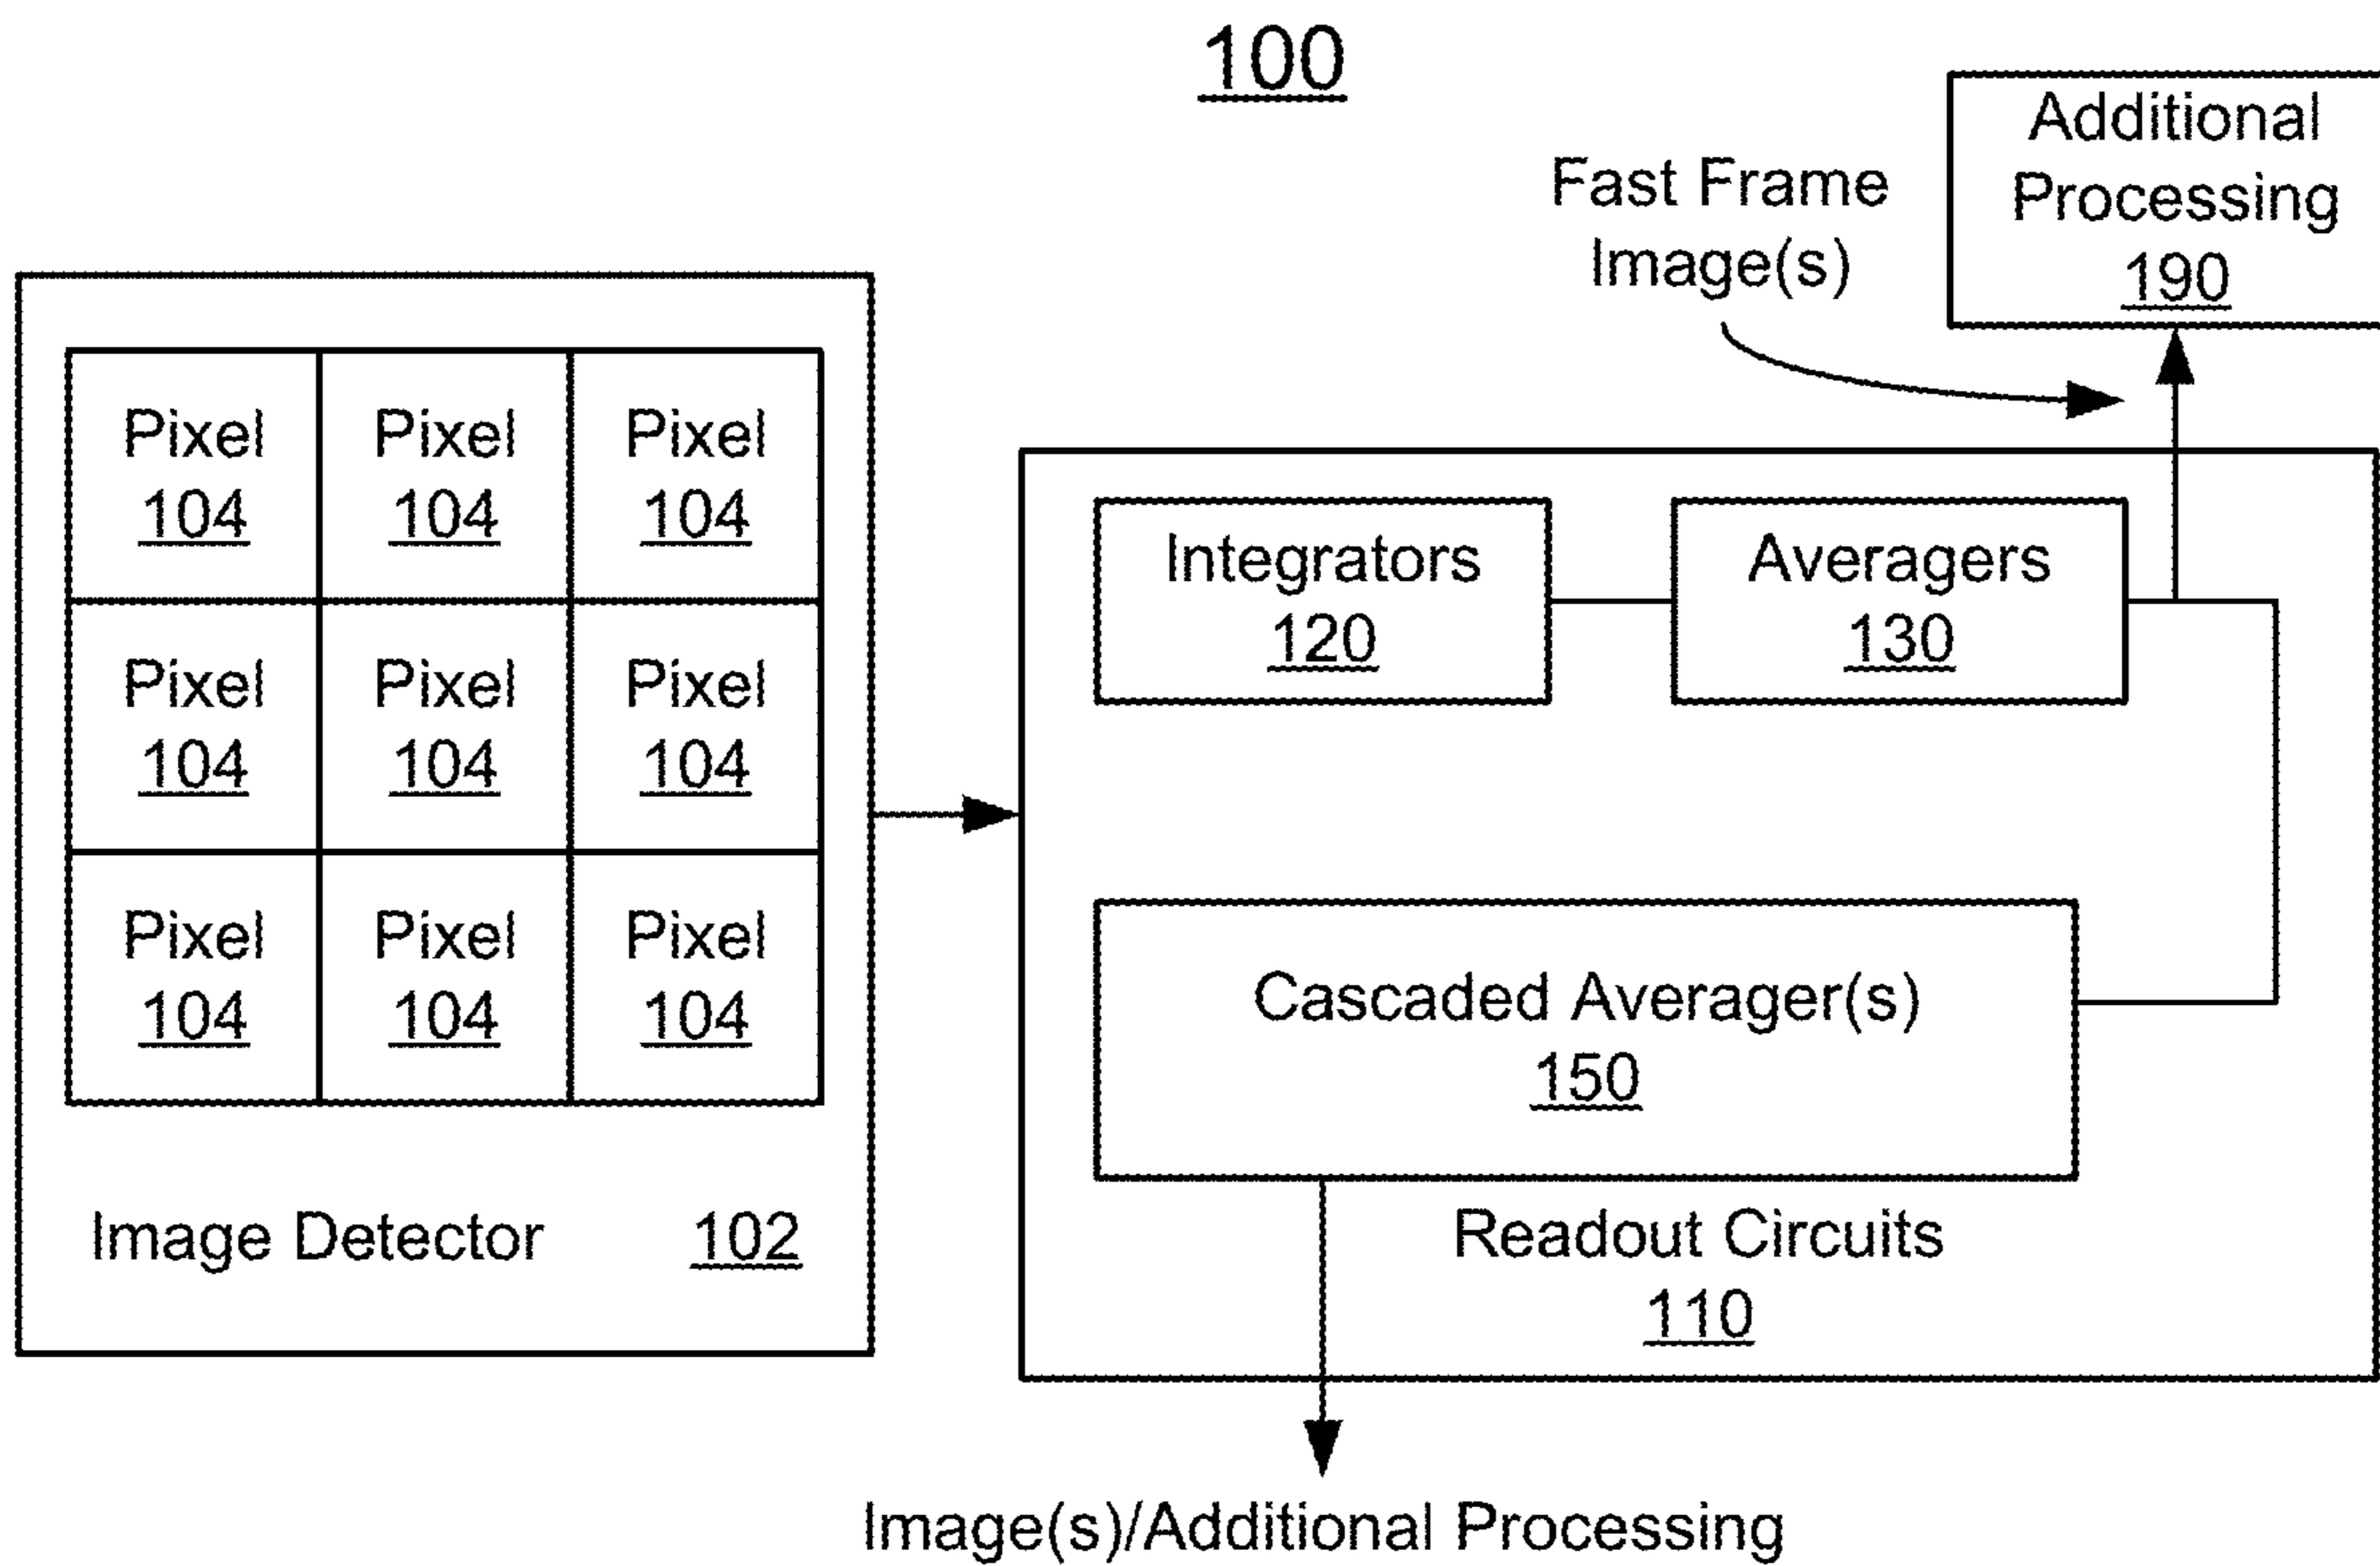 100
Additional
Processing
190
Fast Frame
Image(s)
Pixel Pixel Pixel
104 104 104
Pixel Pixel Pixel
104 104 104
Pixel Pixel Pixel
104 104 104
Image Detector 102
Integrators
120
Averagers
130
Cascaded Averager(s)
150
Readout Circuits
110
Image(s)/Additional Processing